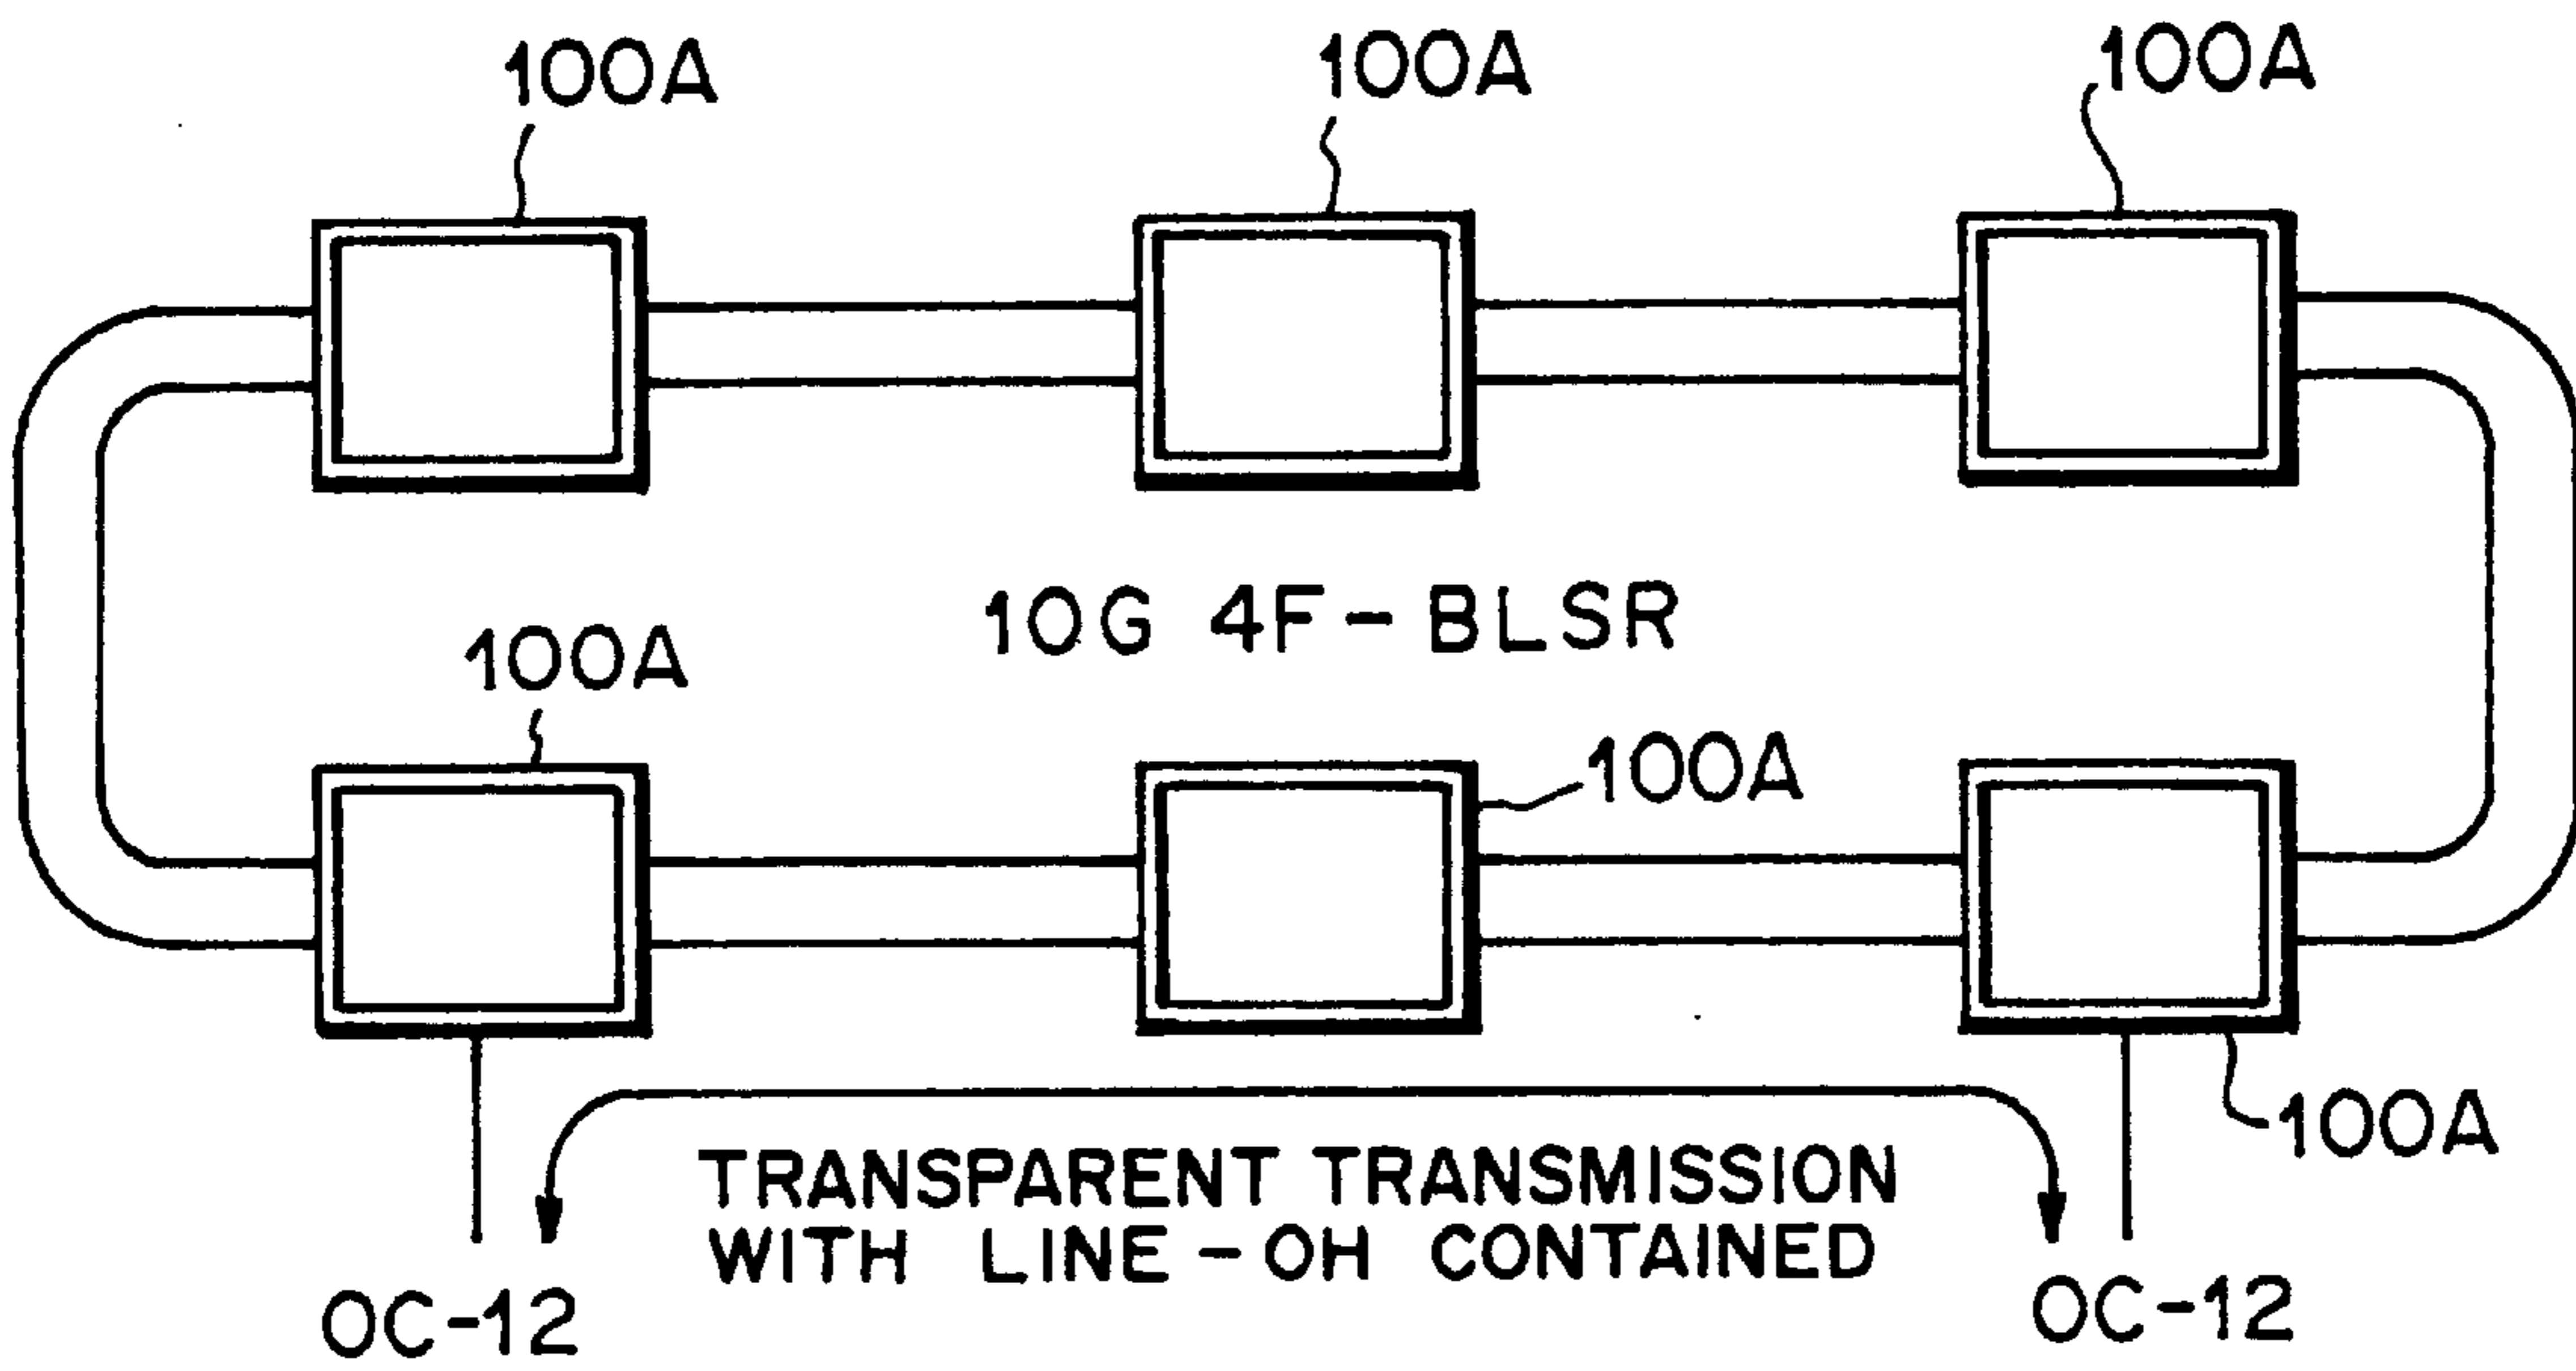 100A
100A
100A
10G 4F-BLSR
100A
100A
100A
TRANSPARENT TRANSMISSION
WITH LINE-OH CONTAINED
OC-12
OC-12